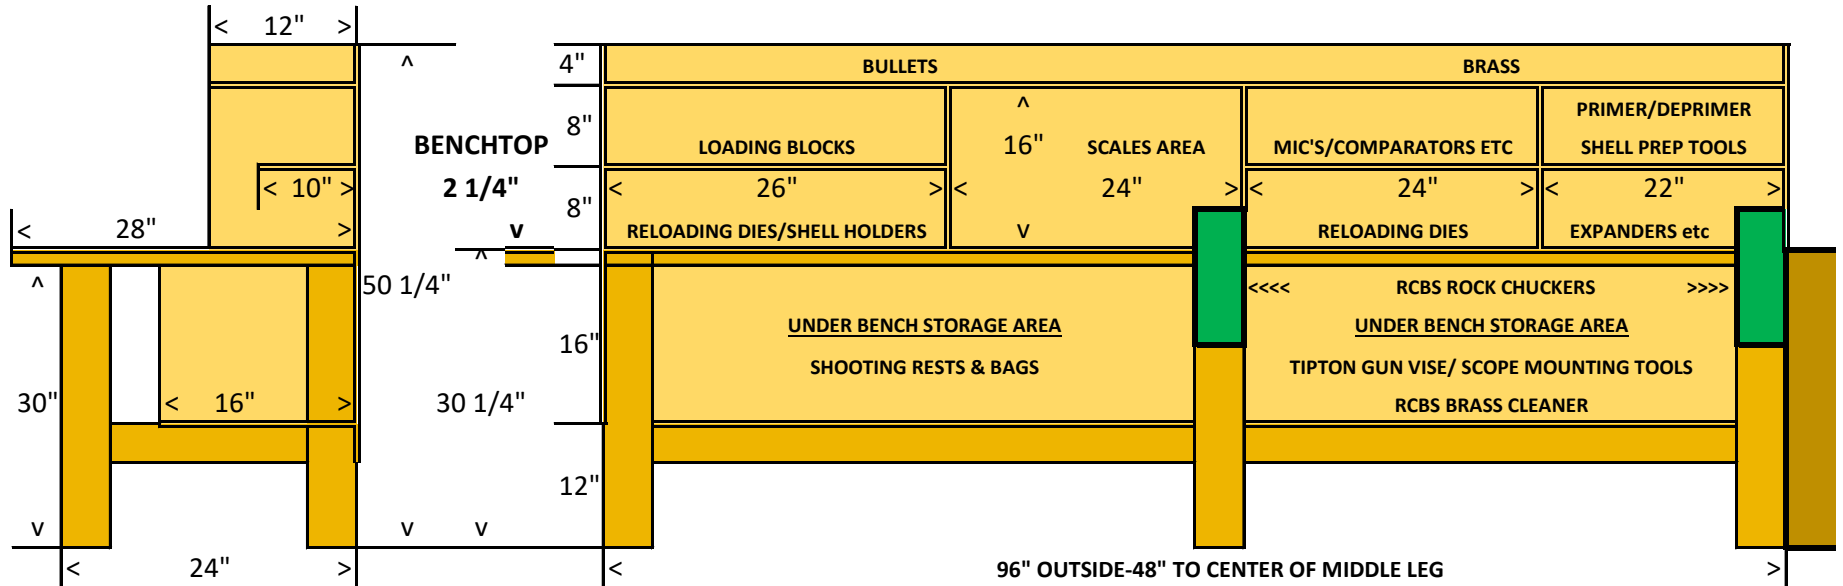 < 12" >
^
4"
BULLETS
BRASS
8"
^
PRIMER/DEPRIMER
BENCHTOP
LOADING BLOCKS
16"
SCALES AREA
MIC'S/COMPARATORS ETC
SHELL PREP TOOLS
< 10" >
2 1/4"
8"
< 26" >
< 24" >
< 24" >
< 22" >
< 28" >
v
RELOADING DIES/SHELL HOLDERS
v
RELOADING DIES
EXPANDERS etc
^
^
50 1/4"
<<<< RCBS ROCK CHUCKERS >>>>
16"
UNDER BENCH STORAGE AREA
UNDER BENCH STORAGE AREA
SHOOTING RESTS & BAGS
TIPTON GUN VISE/ SCOPE MOUNTING TOOLS
30"
< 16" >
30 1/4"
RCBS BRASS CLEANER
12"
v
v
v
< 24" >
< 96" OUTSIDE-48" TO CENTER OF MIDDLE LEG >